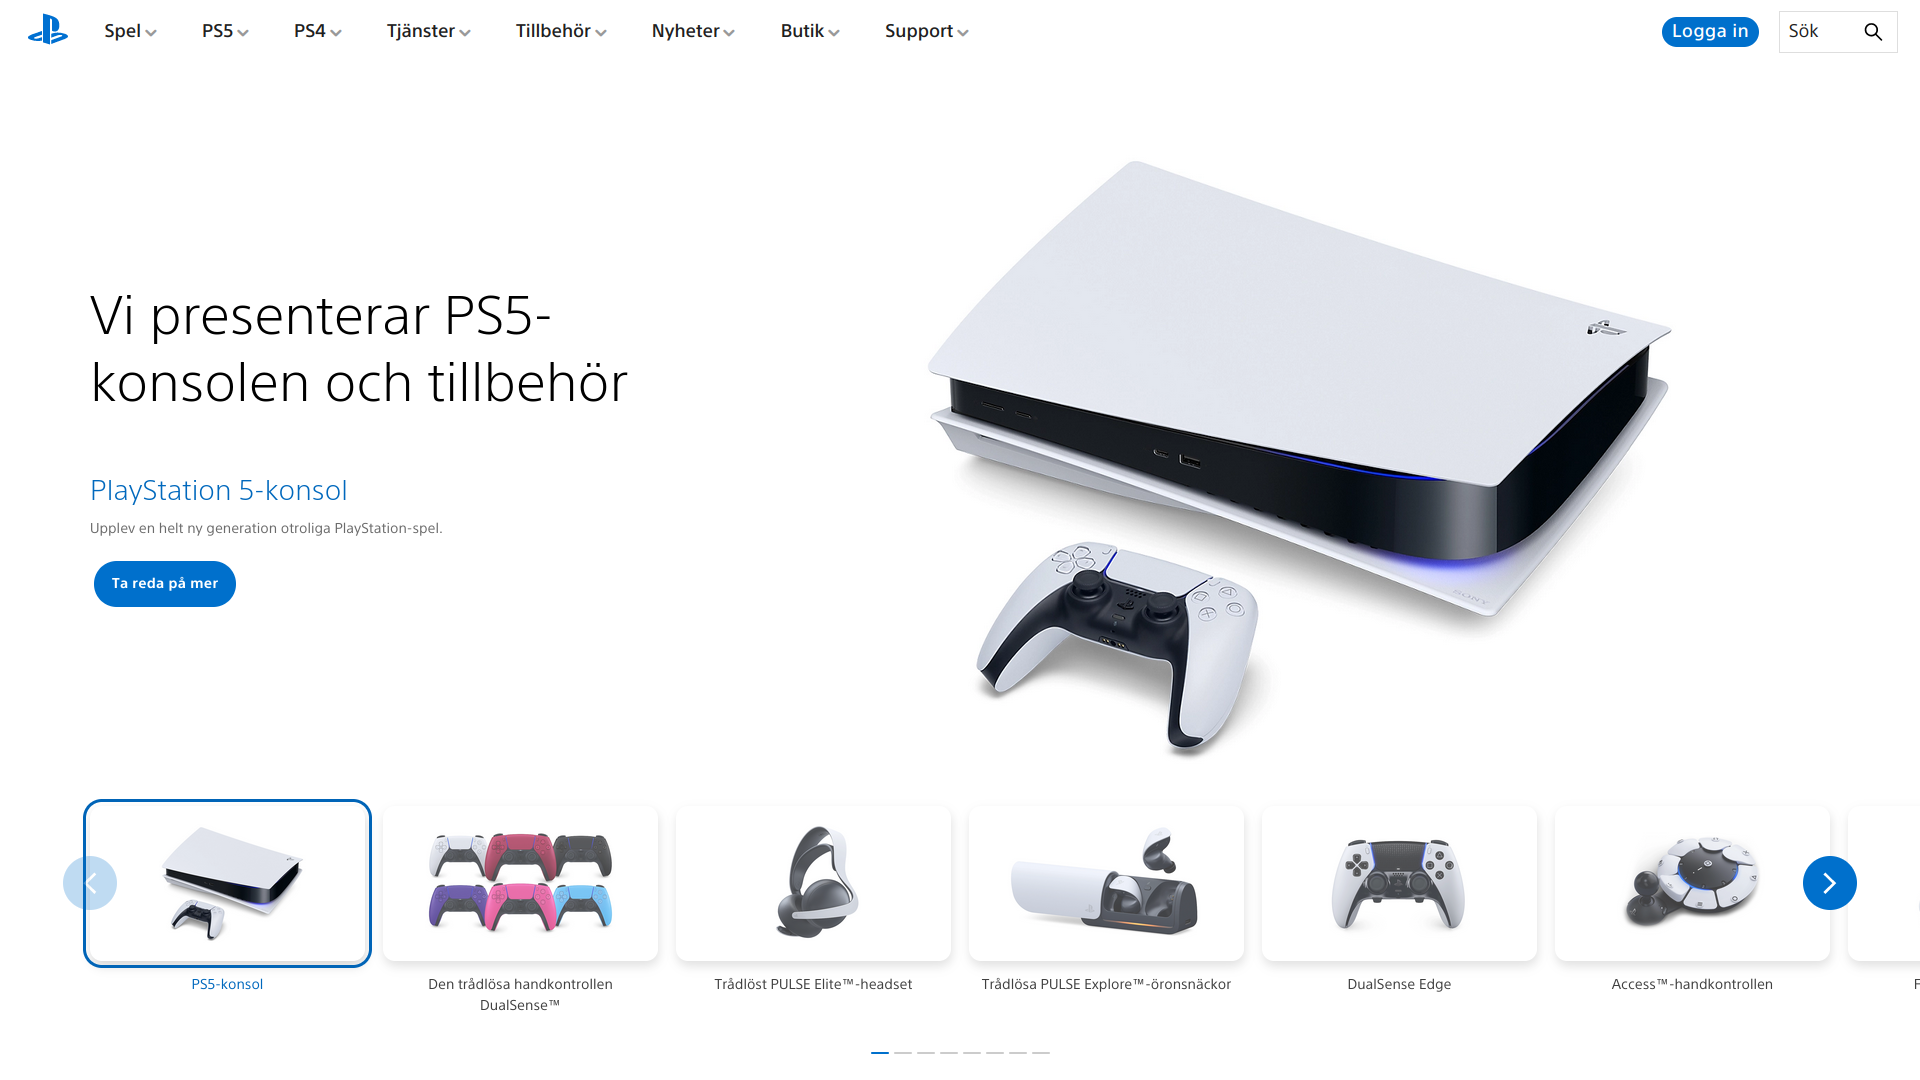 Spel
PS5
PS4
Tjänster
Tillbehör
Nyheter
Butik
Support
Logga in
Sök
Vi presenterar PS5-
konsolen och tillbehör
PlayStation 5-konsol
Upplev en helt ny generation otroliga PlayStation-spel.
Ta reda på mer
SONY
PS5-konsol
Den trådlösa handkontrollen
DualSense™
Trådlöst PULSE Elite™-headset
Trådlösa PULSE Explore™-öronsnäckor
DualSense Edge
Access™-handkontrollen